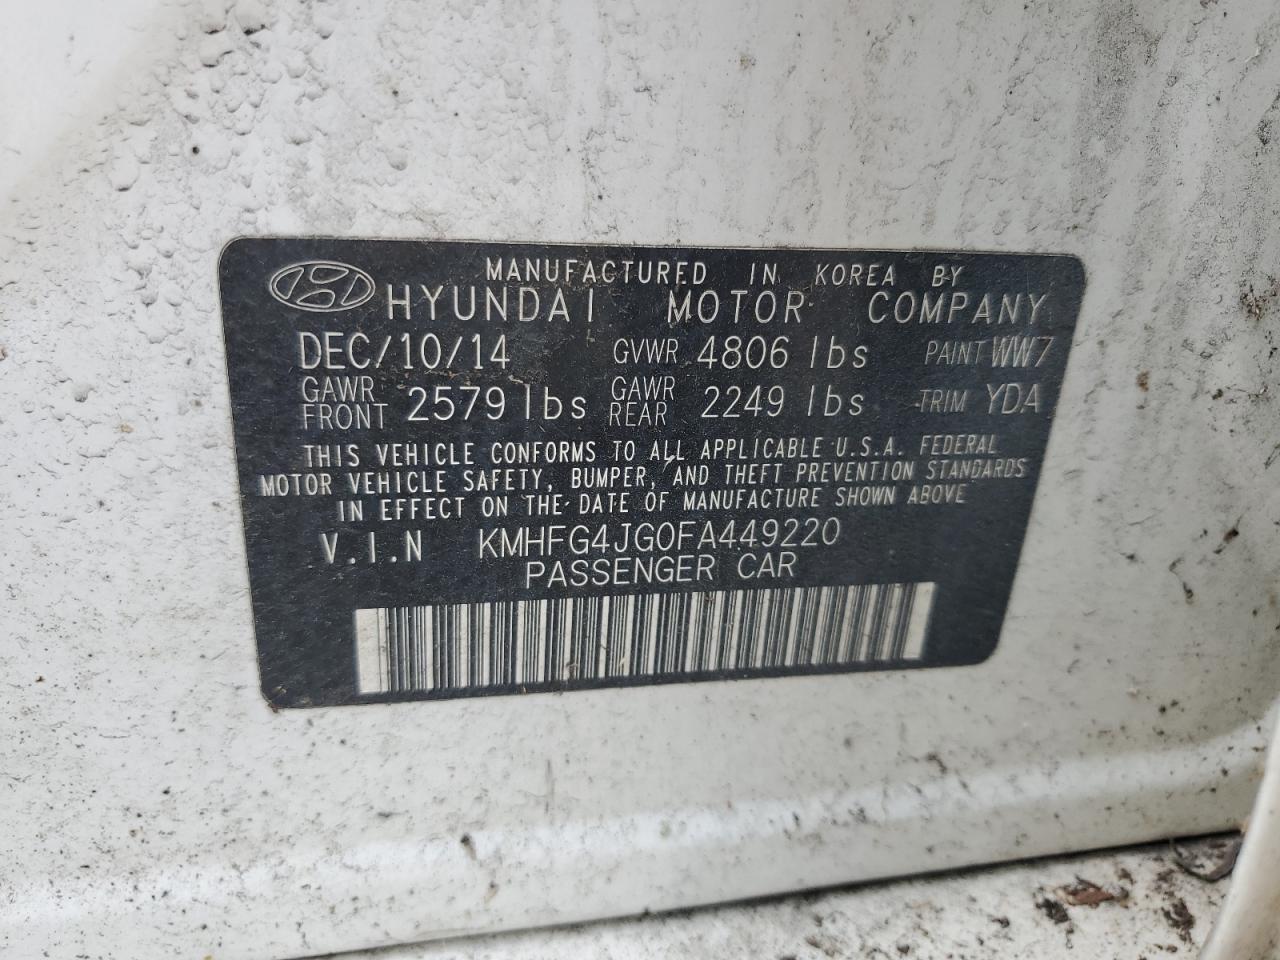 MANUFACTURED IN KOREA BY
HYUNDAI MOTOR COMPANY
DEC/10/14 GVWR 4806 lbs PAINT WW7
GAWR FRONT 2579 lbs GAWR REAR 2249 lbs TRIM YDA
THIS VEHICLE CONFORMS TO ALL APPLICABLE U.S.A. FEDERAL
MOTOR VEHICLE SAFETY, BUMPER, AND THEFT PREVENTION STANDARDS
IN EFFECT ON THE DATE OF MANUFACTURE SHOWN ABOVE
V.I.N KMHFG4JG0FA449220
PASSENGER CAR